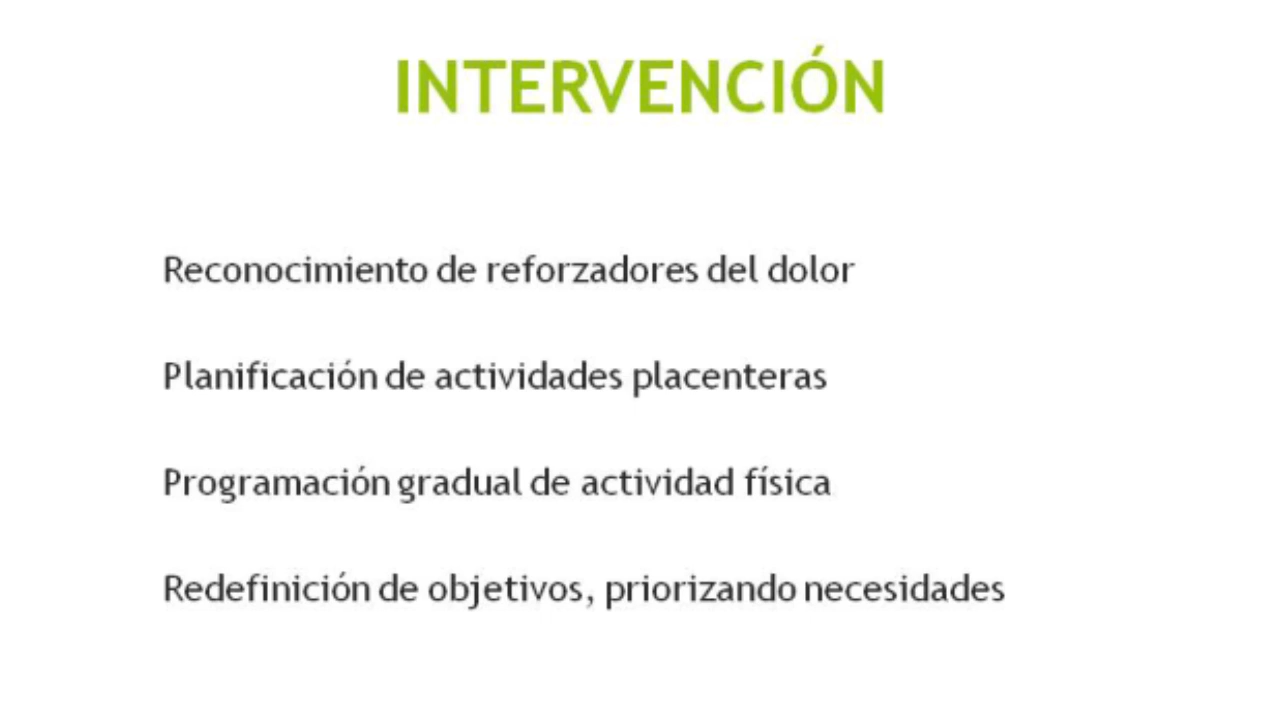 INTERVENCIÓN
Reconocimiento de reforzadores del dolor
Planificación de actividades placenteras
Programación gradual de actividad física
Redefinición de objetivos, priorizando necesidades